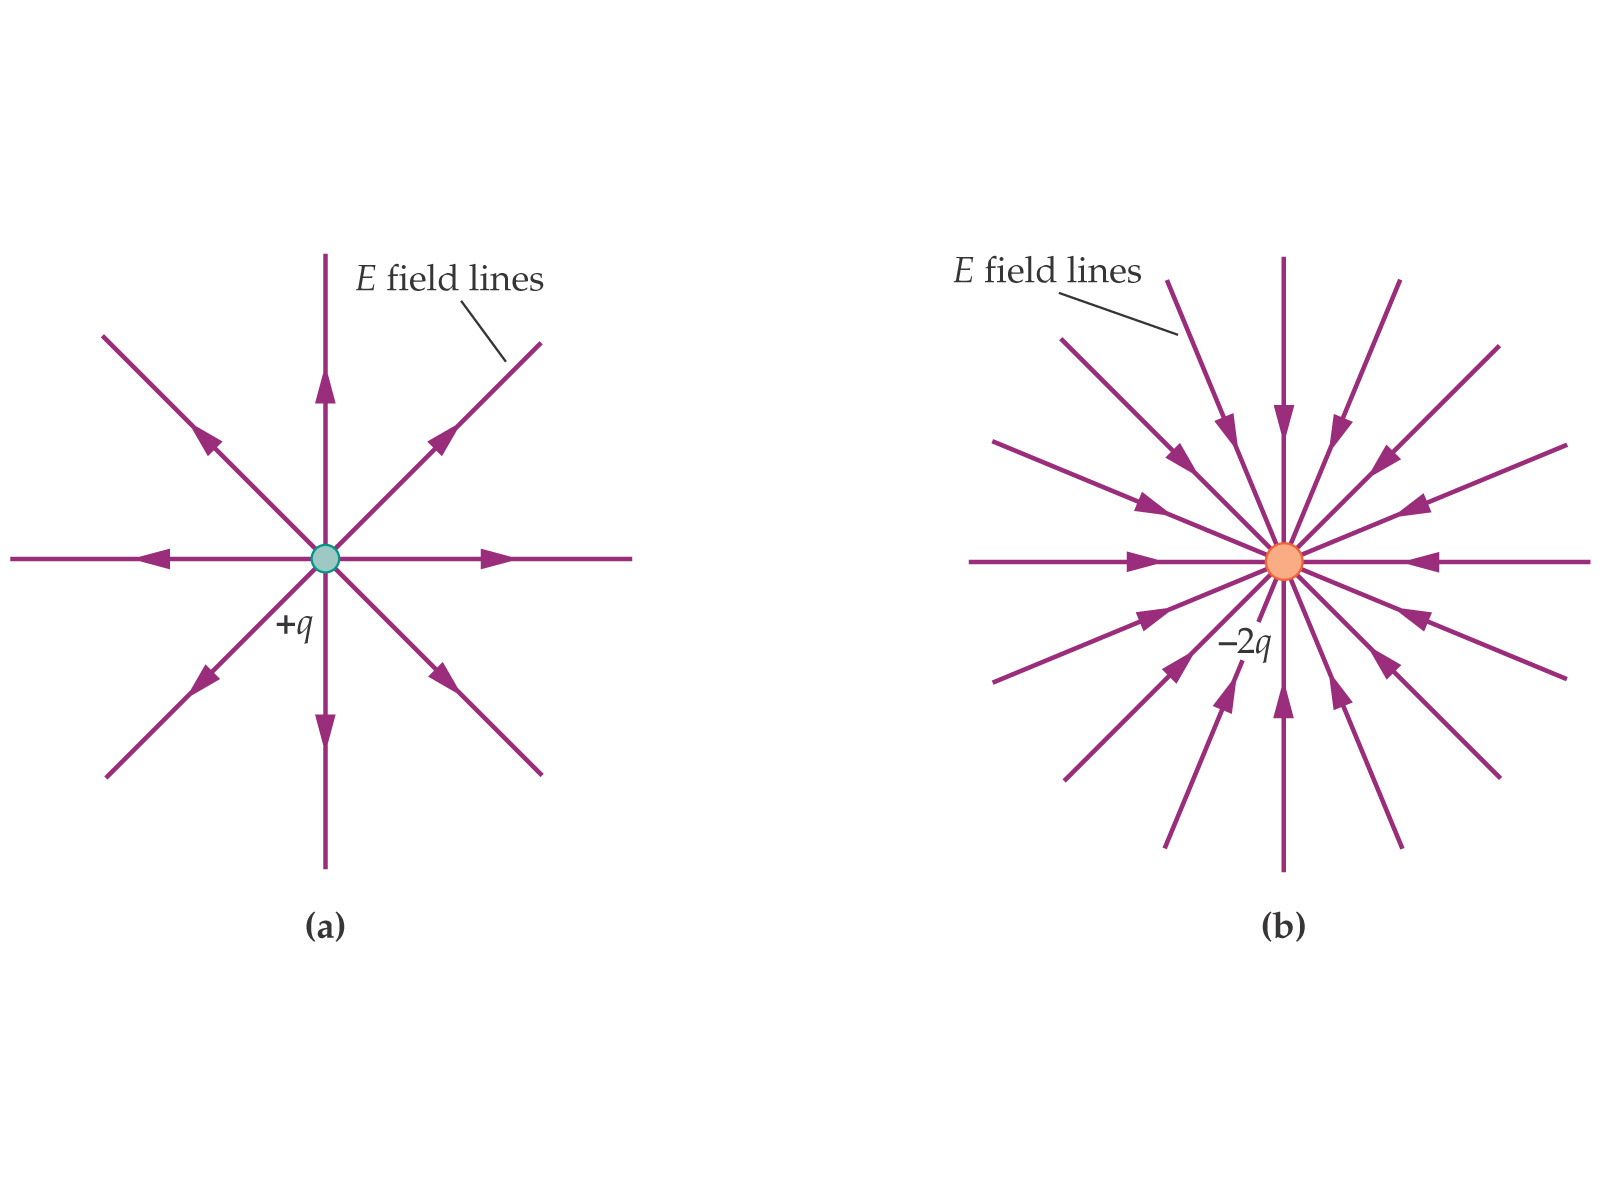 E field lines
+q
(a)
E field lines
−2q
(b)